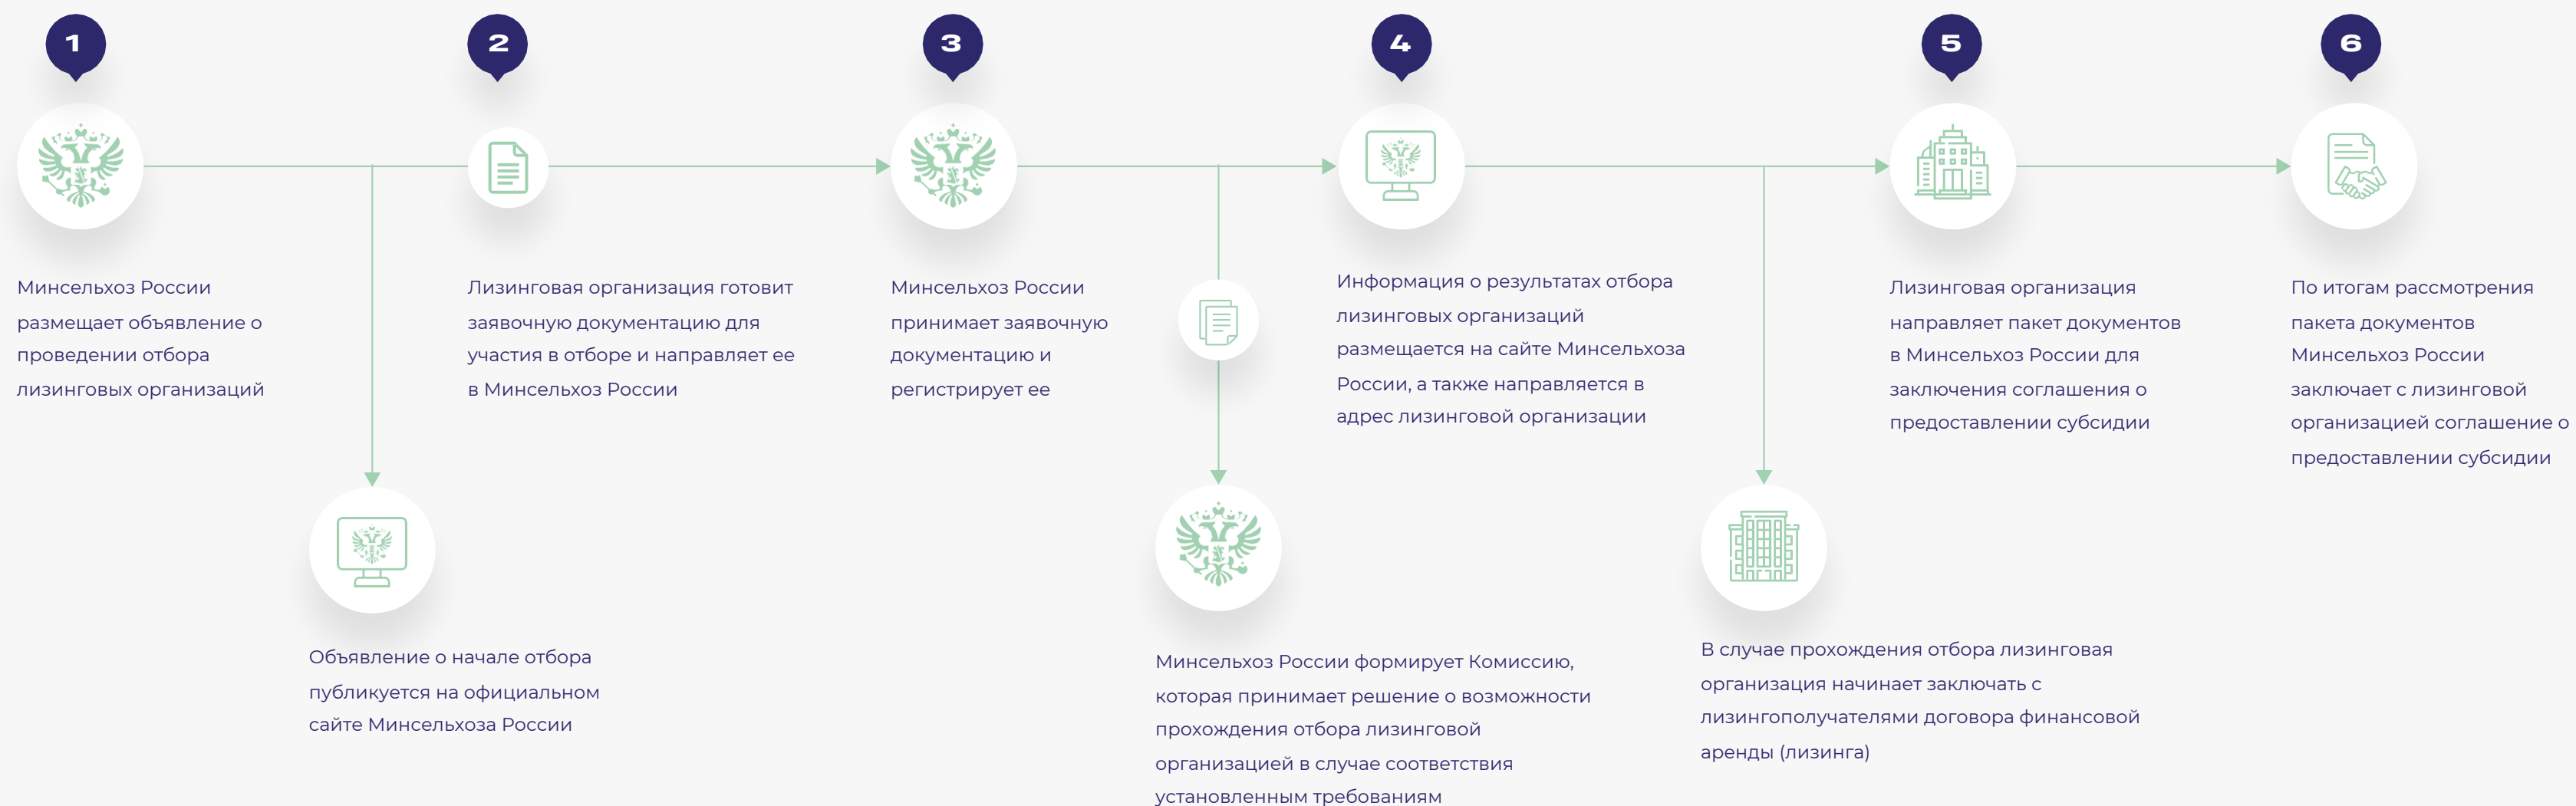 1
2
3
4
5
6
Минсельхоз России
размещает объявление о
проведении отбора
лизинговых организаций
Лизинговая организация готовит
заявочную документацию для
участия в отборе и направляет ее
в Минсельхоз России
Минсельхоз России
принимает заявочную
документацию и
регистрирует ее
Информация о результатах отбора
лизинговых организаций
размещается на сайте Минсельхоза
России, а также направляется в
адрес лизинговой организации
Лизинговая организация
направляет пакет документов
в Минсельхоз России для
заключения соглашения о
предоставлении субсидии
По итогам рассмотрения
пакета документов
Минсельхоз России
заключает с лизинговой
организацией соглашение о
предоставлении субсидии
Объявление о начале отбора
публикуется на официальном
сайте Минсельхоза России
Минсельхоз России формирует Комиссию,
которая принимает решение о возможности
прохождения отбора лизинговой
организацией в случае соответствия
установленным требованиям
В случае прохождения отбора лизинговая
организация начинает заключать с
лизингополучателями договора финансовой
аренды (лизинга)